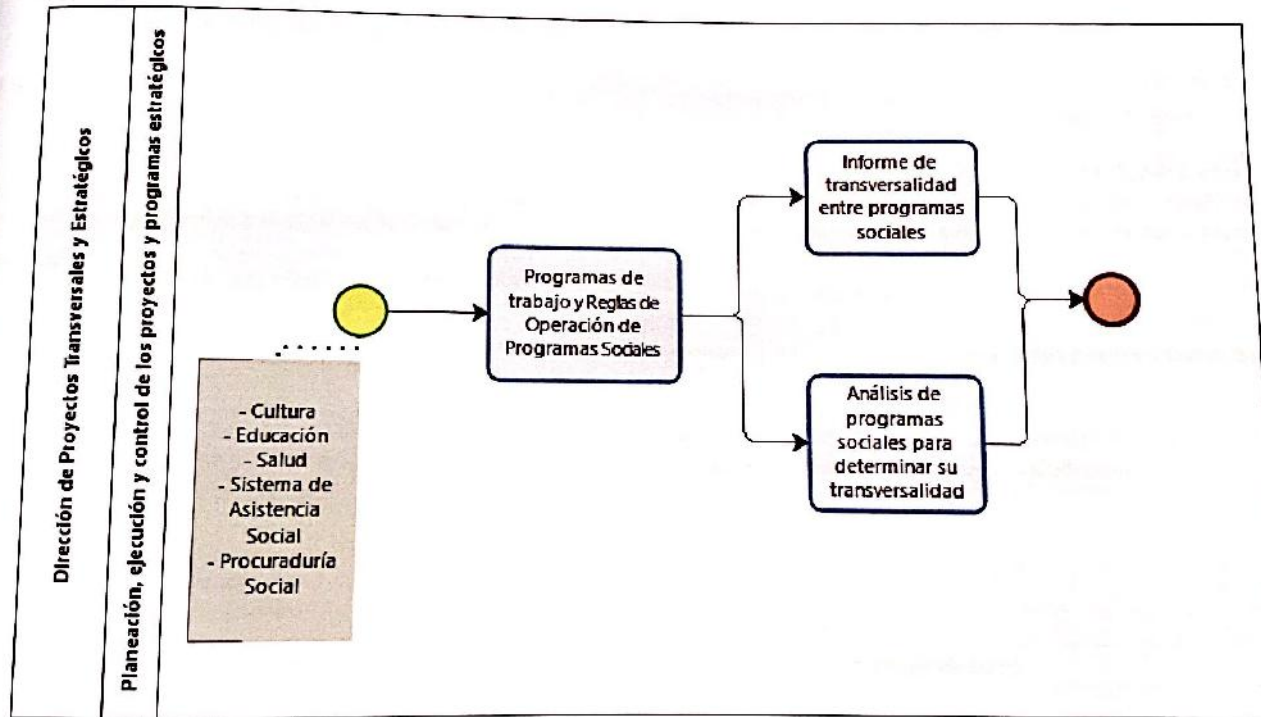 Dirección de Proyectos Transversales y Estratégicos
Planeación, ejecución y control de los proyectos y programas estratégicos
- Cultura
- Educación
- Salud
- Sistema de
Asistencia
Social
- Procuraduría
Social
Programas de
trabajo y Reglas de
Operación de
Programas Sociales
Informe de
transversalidad
entre programas
sociales
Análisis de
programas
sociales para
determinar su
transversalidad